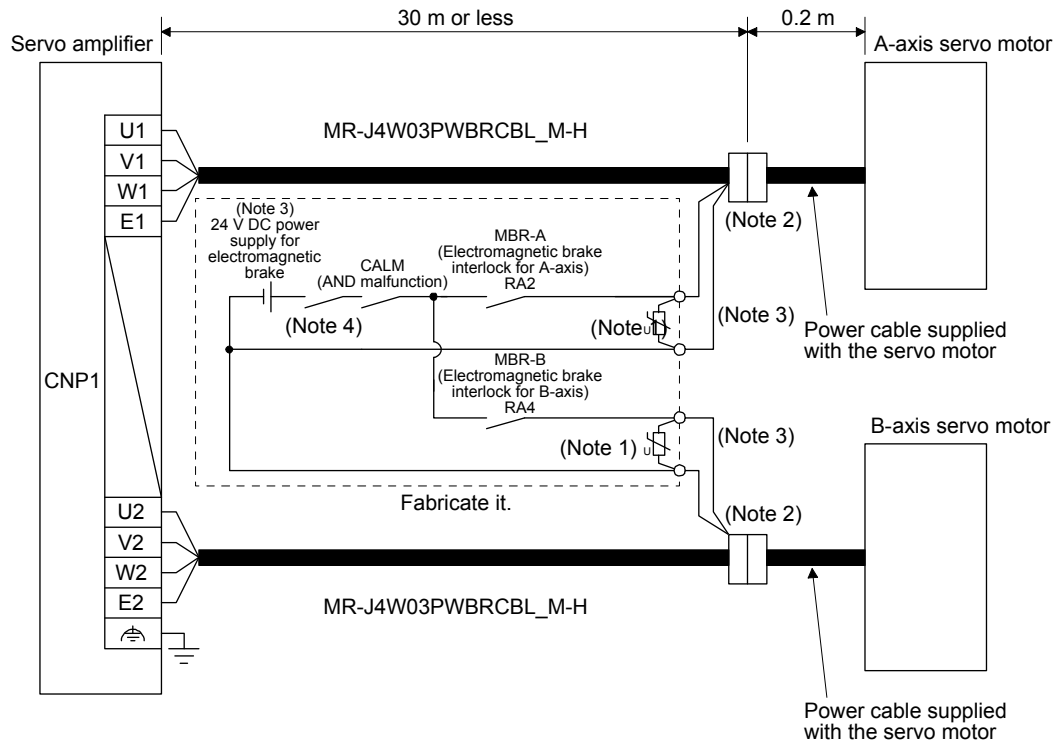 30 m or less
0.2 m
Servo amplifier
A-axis servo motor
U1
V1
W1
E1
MR-J4W03PWBRCBL_M-H
(Note 2)
(Note 3)
24 V DC power
supply for
electromagnetic
brake
CALM
(AND malfunction)
(Note 4)
MBR-A
(Electromagnetic brake
interlock for A-axis)
RA2
(Note
U
(Note 3)
Power cable supplied
with the servo motor
CNP1
MBR-B
(Electromagnetic brake
interlock for B-axis)
RA4
(Note 1)
U
(Note 3)
B-axis servo motor
Fabricate it.
(Note 2)
U2
V2
W2
E2
MR-J4W03PWBRCBL_M-H
Power cable supplied
with the servo motor